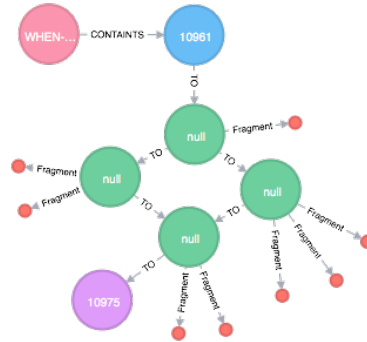 WHEN-...
CONTAINTS
10961
TO
null
Fragment
TO
TO
Fragment
Fragment
null
null
TO
TO
Fragment
Fragment
Fragment
null
TO
Fragment
Fragment
10975